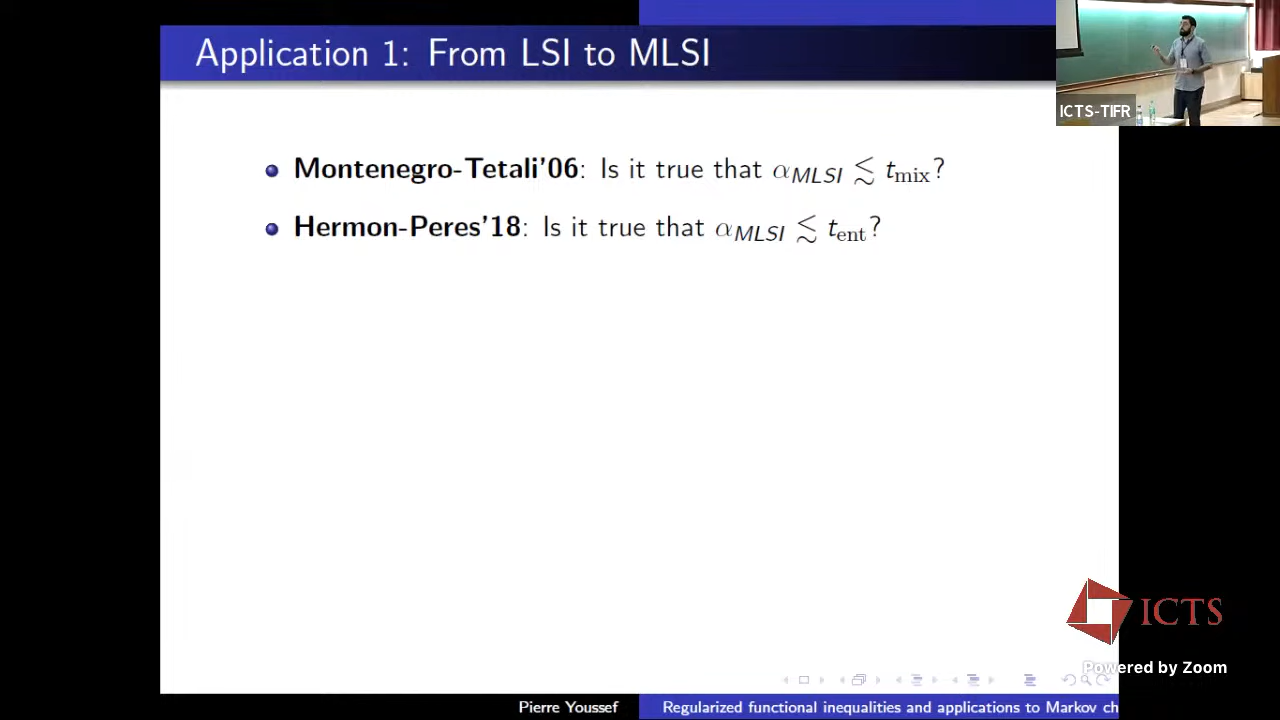 Application 1: From LSI to MLSI
ICTS-TIFR
Montenegro-Tetali'06: Is it true that α_MLSI ≲ t_mix?
Hermon-Peres'18: Is it true that α_MLSI ≲ t_ent?
ICTS
Powered by Zoom
Pierre Youssef
Regularized functional inequalities and applications to Markov ch